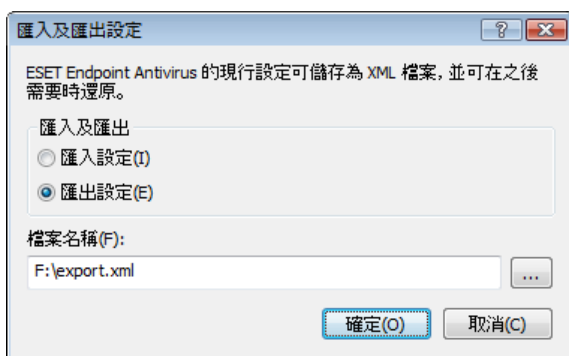 匯入及匯出設定
ESET Endpoint Antivirus 的現行設定可儲存為 XML 檔案，並可在之後
需要時還原。
匯入及匯出
匯入設定(I)
匯出設定(E)
檔案名稱(F):
F:\export.xml
...
確定(O) 取消(C)